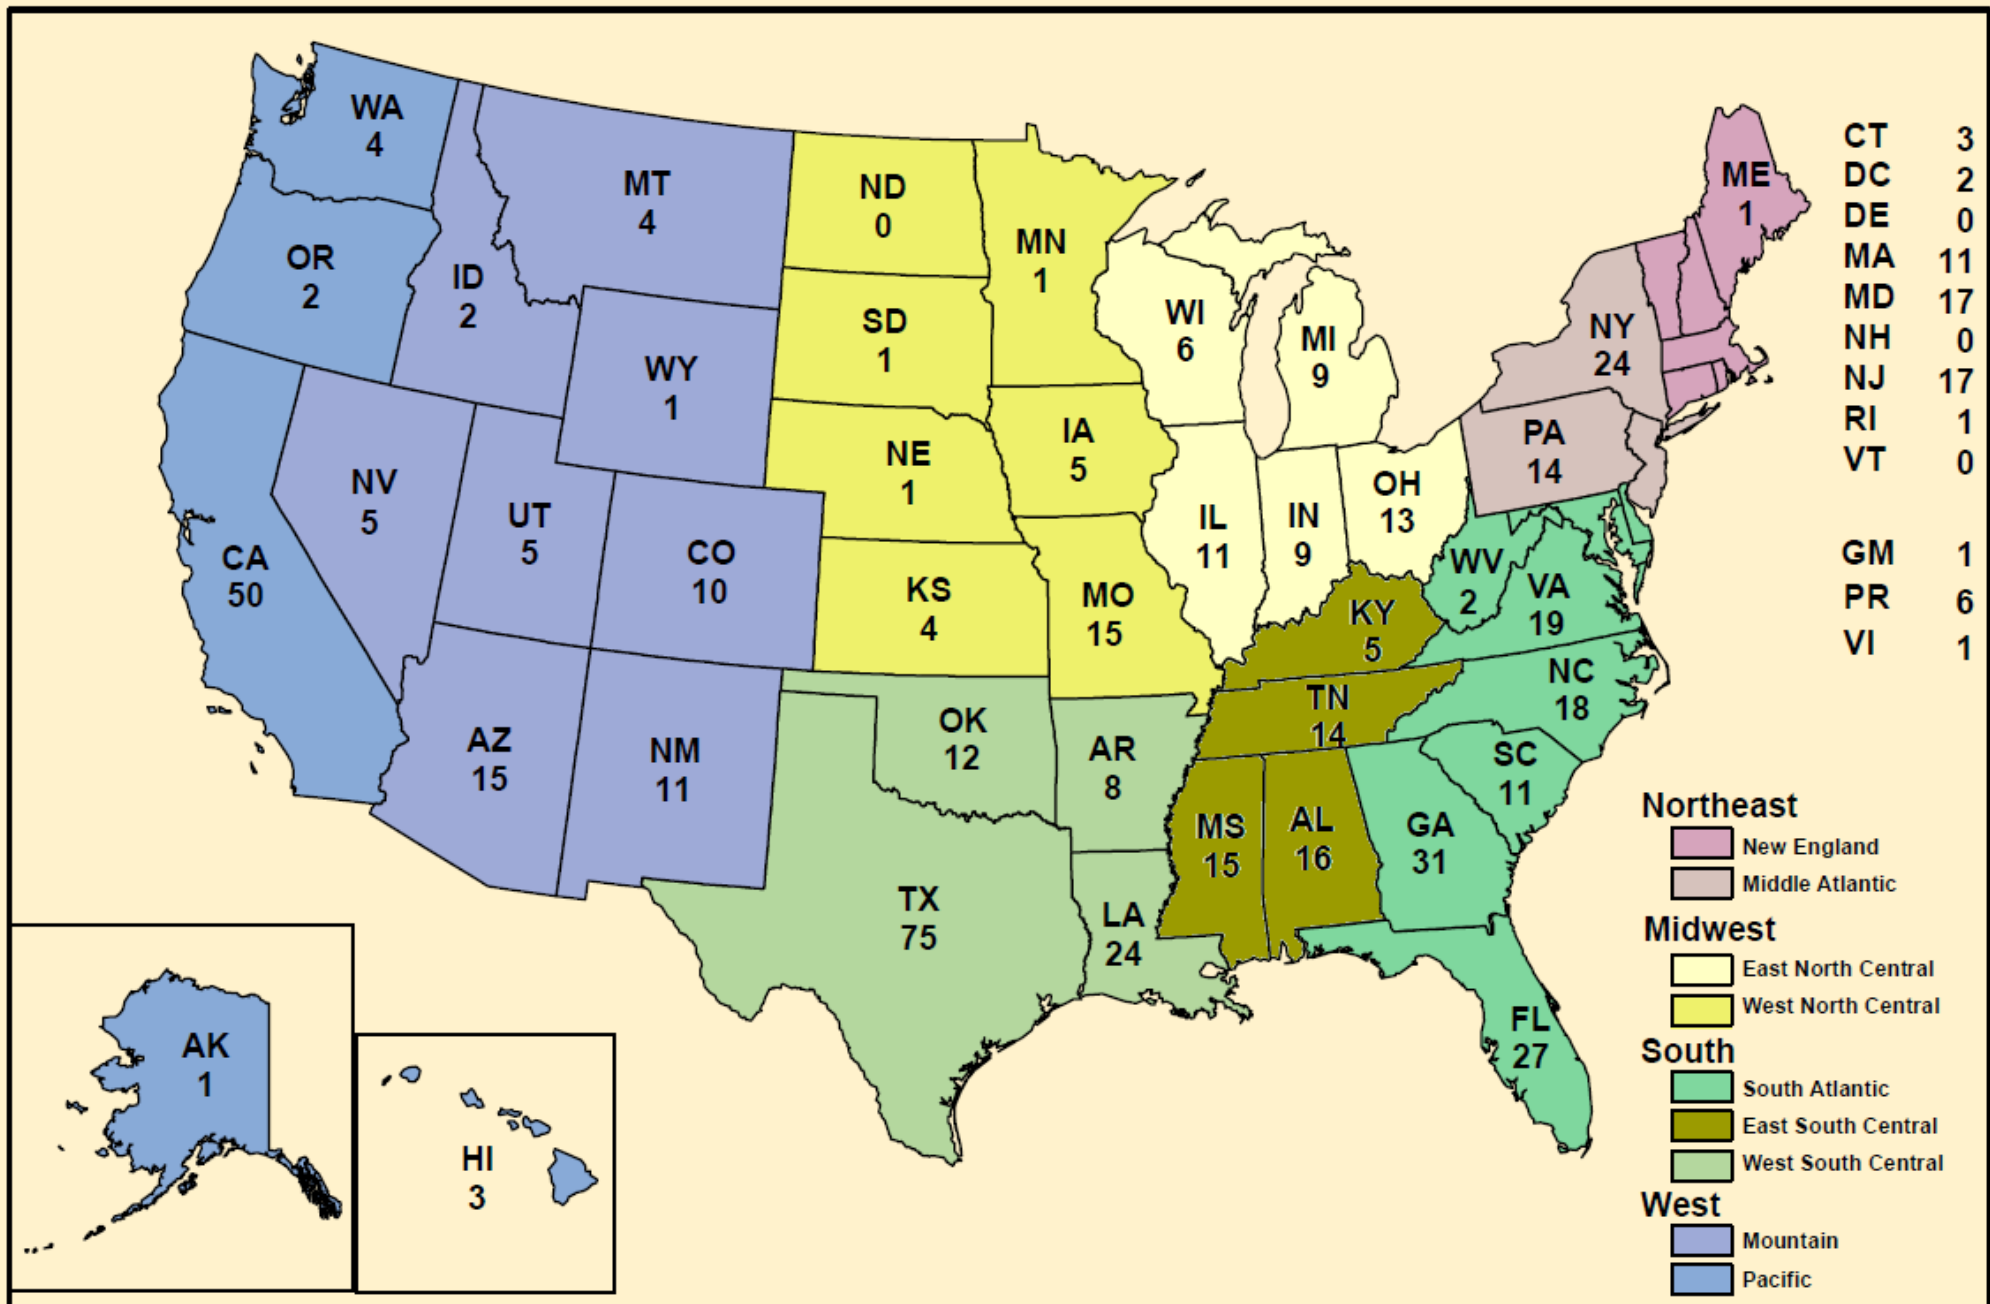 WA
4
MT
4
ND
0
MN
1
ME
1
OR
2
ID
2
SD
1
WI
6
MI
9
NY
24
WY
1
IA
5
PA
14
NE
1
NV
5
UT
5
CO
10
CA
50
KS
4
MO
15
IL
11
IN
9
OH
13
WV
2
VA
19
KY
5
NC
18
TN
14
AZ
15
NM
11
OK
12
AR
8
SC
11
MS
15
AL
16
GA
31
TX
75
LA
24
FL
27
AK
1
HI
3
CT 3
DC 2
DE 0
MA 11
MD 17
NH 0
NJ 17
RI 1
VT 0
GM 1
PR 6
VI 1
Northeast
New England
Middle Atlantic
Midwest
East North Central
West North Central
South
South Atlantic
East South Central
West South Central
West
Mountain
Pacific